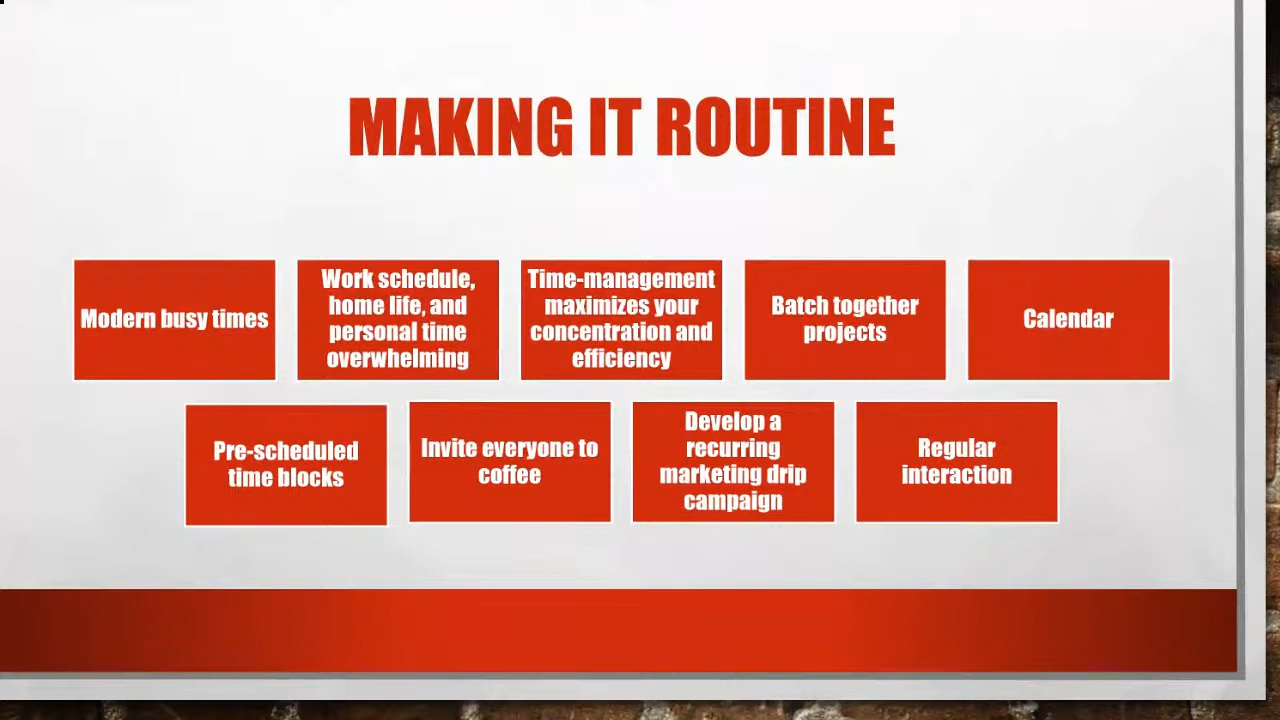 MAKING IT ROUTINE
Modern busy times
Work schedule,
home life, and
personal time
overwhelming
Time-management
maximizes your
concentration and
efficiency
Batch together
projects
Calendar
Pre-scheduled
time blocks
Invite everyone to
coffee
Develop a
recurring
marketing drip
campaign
Regular
interaction